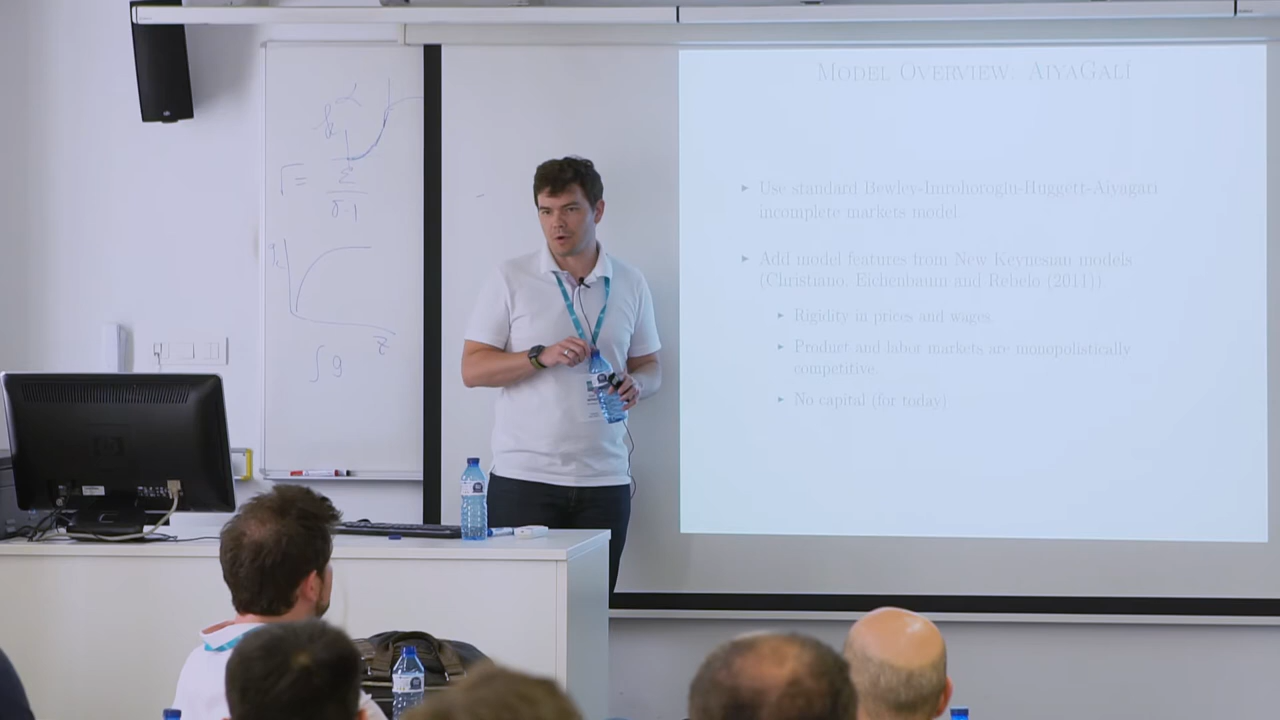 MODEL OVERVIEW: AIYAGALÍ
▸ Use standard Bewley-Imrohoroglu-Huggett-Aiyagari
incomplete markets model.
▸ Add model features from New Keynesian models
(Christiano, Eichenbaum and Rebelo (2011)).
▸ Rigidity in prices and wages.
▸ Product and labor markets are monopolistically
competitive.
▸ No capital (for today)
Γ = Σ
γ-1
z
∫g